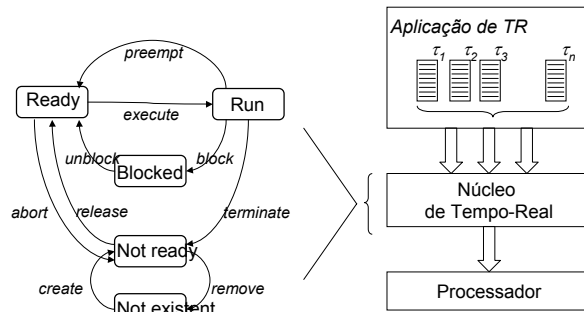 preempt
Ready
Run
execute
unblock
block
Blocked
abort
release
terminate
Not ready
create
remove
Not existent
Aplicação de TR
τ1 τ2 τ3 τn
Núcleo
de Tempo-Real
Processador